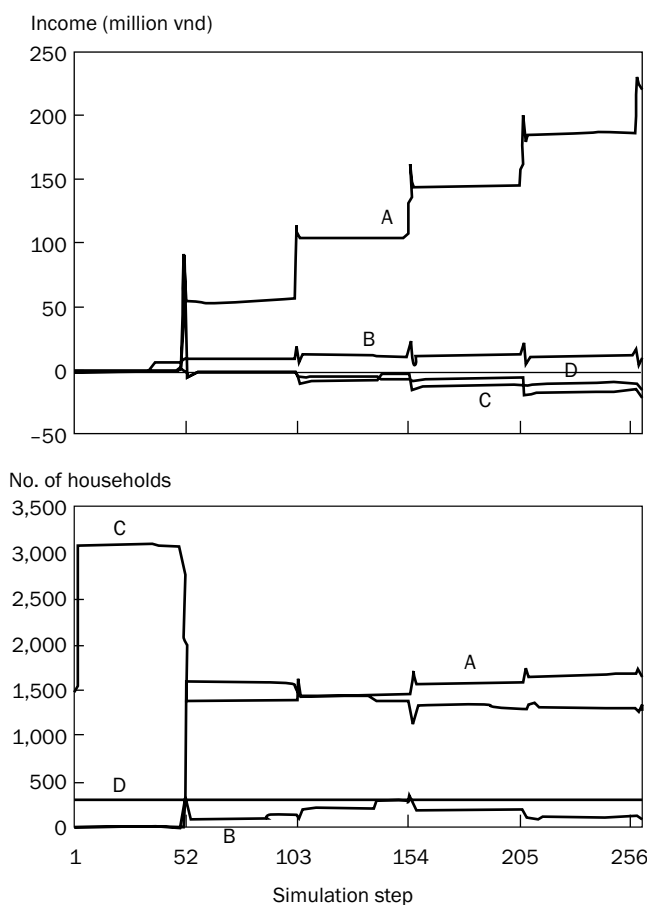 Income (million vnd)
250
200
150
100
50
0
–50
A
B
D
C
No. of households
3,500
3,000
2,500
2,000
1,500
1,000
500
0
C
A
D
B
1 52 103 154 205 256
Simulation step